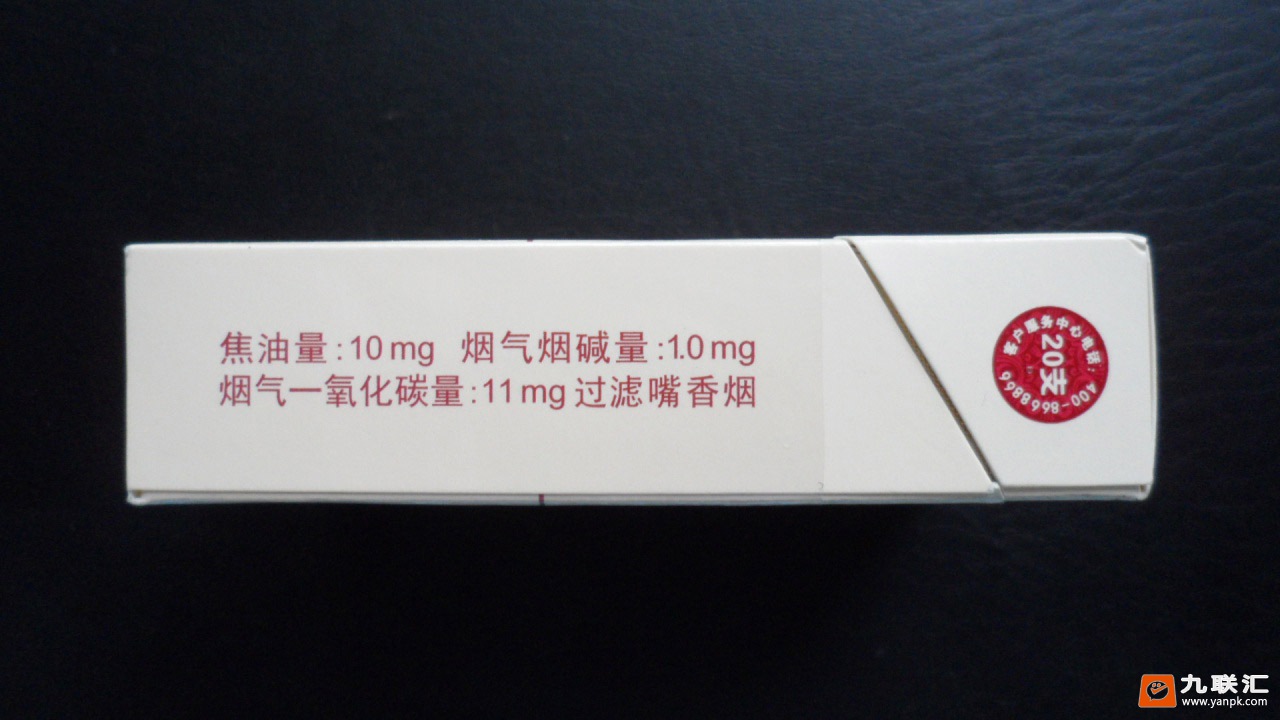 焦油量:10mg 烟气烟碱量:1.0mg
烟气一氧化碳量:11mg 过滤嘴香烟
客户服务中心电话:400-8668866
20支
九联汇
www.yanpk.com